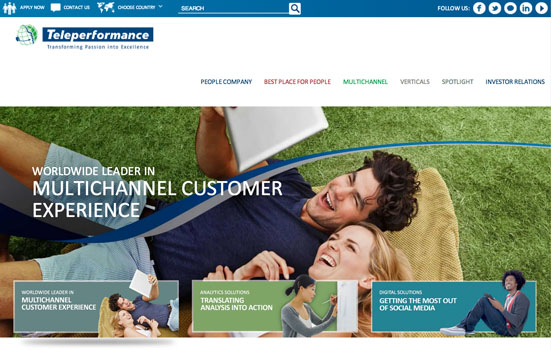 APPLY NOW CONTACT US CHOOSE COUNTRY SEARCH FOLLOW US:
Teleperformance
Transforming Passion into Excellence
PEOPLE COMPANY BEST PLACE FOR PEOPLE MULTICHANNEL VERTICALS SPOTLIGHT INVESTOR RELATIONS
WORLDWIDE LEADER IN
MULTICHANNEL CUSTOMER
EXPERIENCE
WORLDWIDE LEADER IN
MULTICHANNEL
CUSTOMER EXPERIENCE
ANALYTICS SOLUTIONS
TRANSLATING
ANALYSIS INTO ACTION
DIGITAL SOLUTIONS
GETTING THE MOST OUT
OF SOCIAL MEDIA